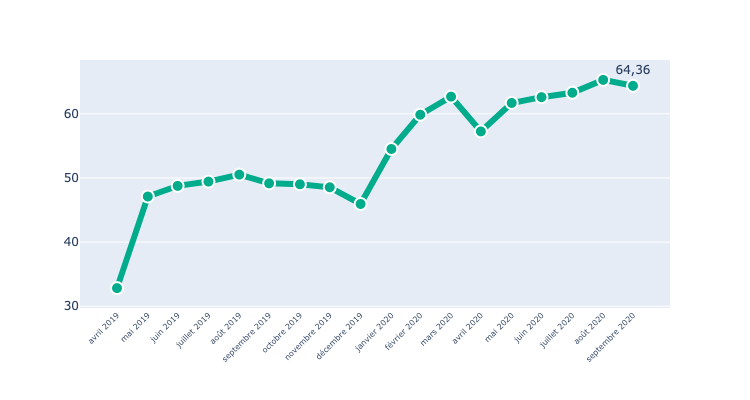 64,36
60
50
40
30
avril 2019
mai 2019
juin 2019
juillet 2019
août 2019
septembre 2019
octobre 2019
novembre 2019
décembre 2019
janvier 2020
février 2020
mars 2020
avril 2020
mai 2020
juin 2020
juillet 2020
août 2020
septembre 2020